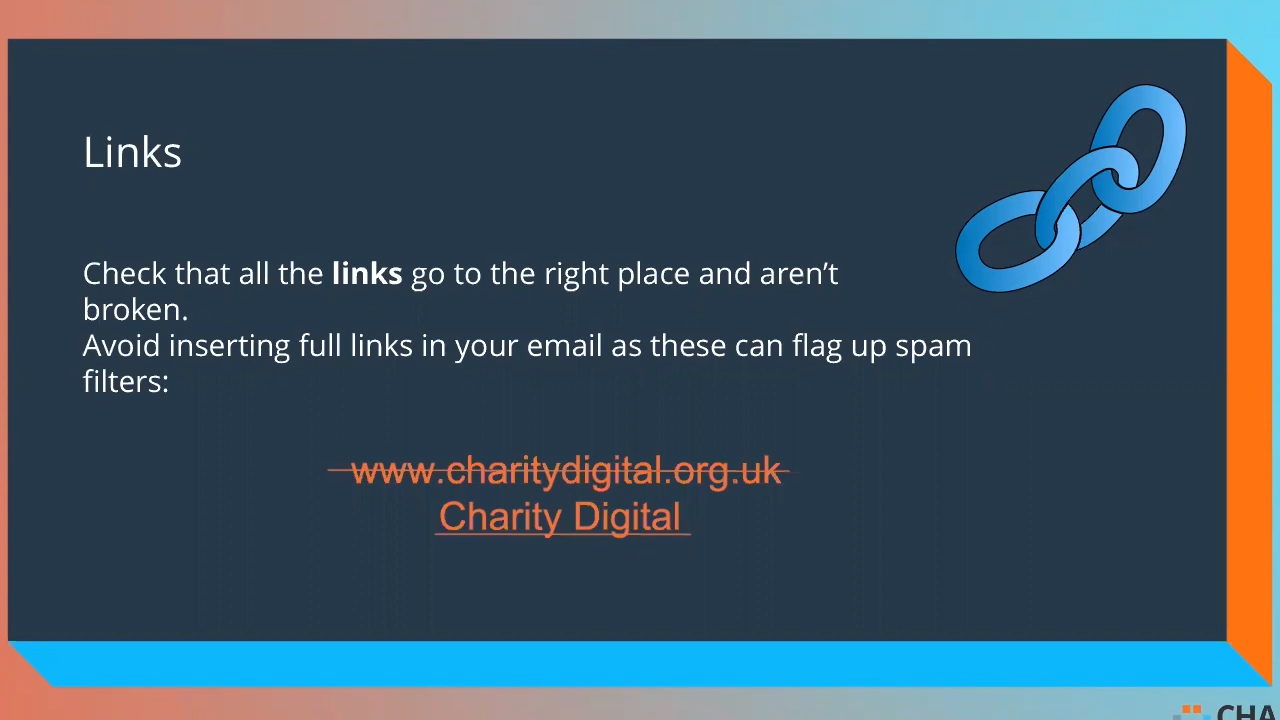 Links
Check that all the links go to the right place and aren’t
broken.
Avoid inserting full links in your email as these can flag up spam
filters:
www.charitydigital.org.uk
Charity Digital
CHA